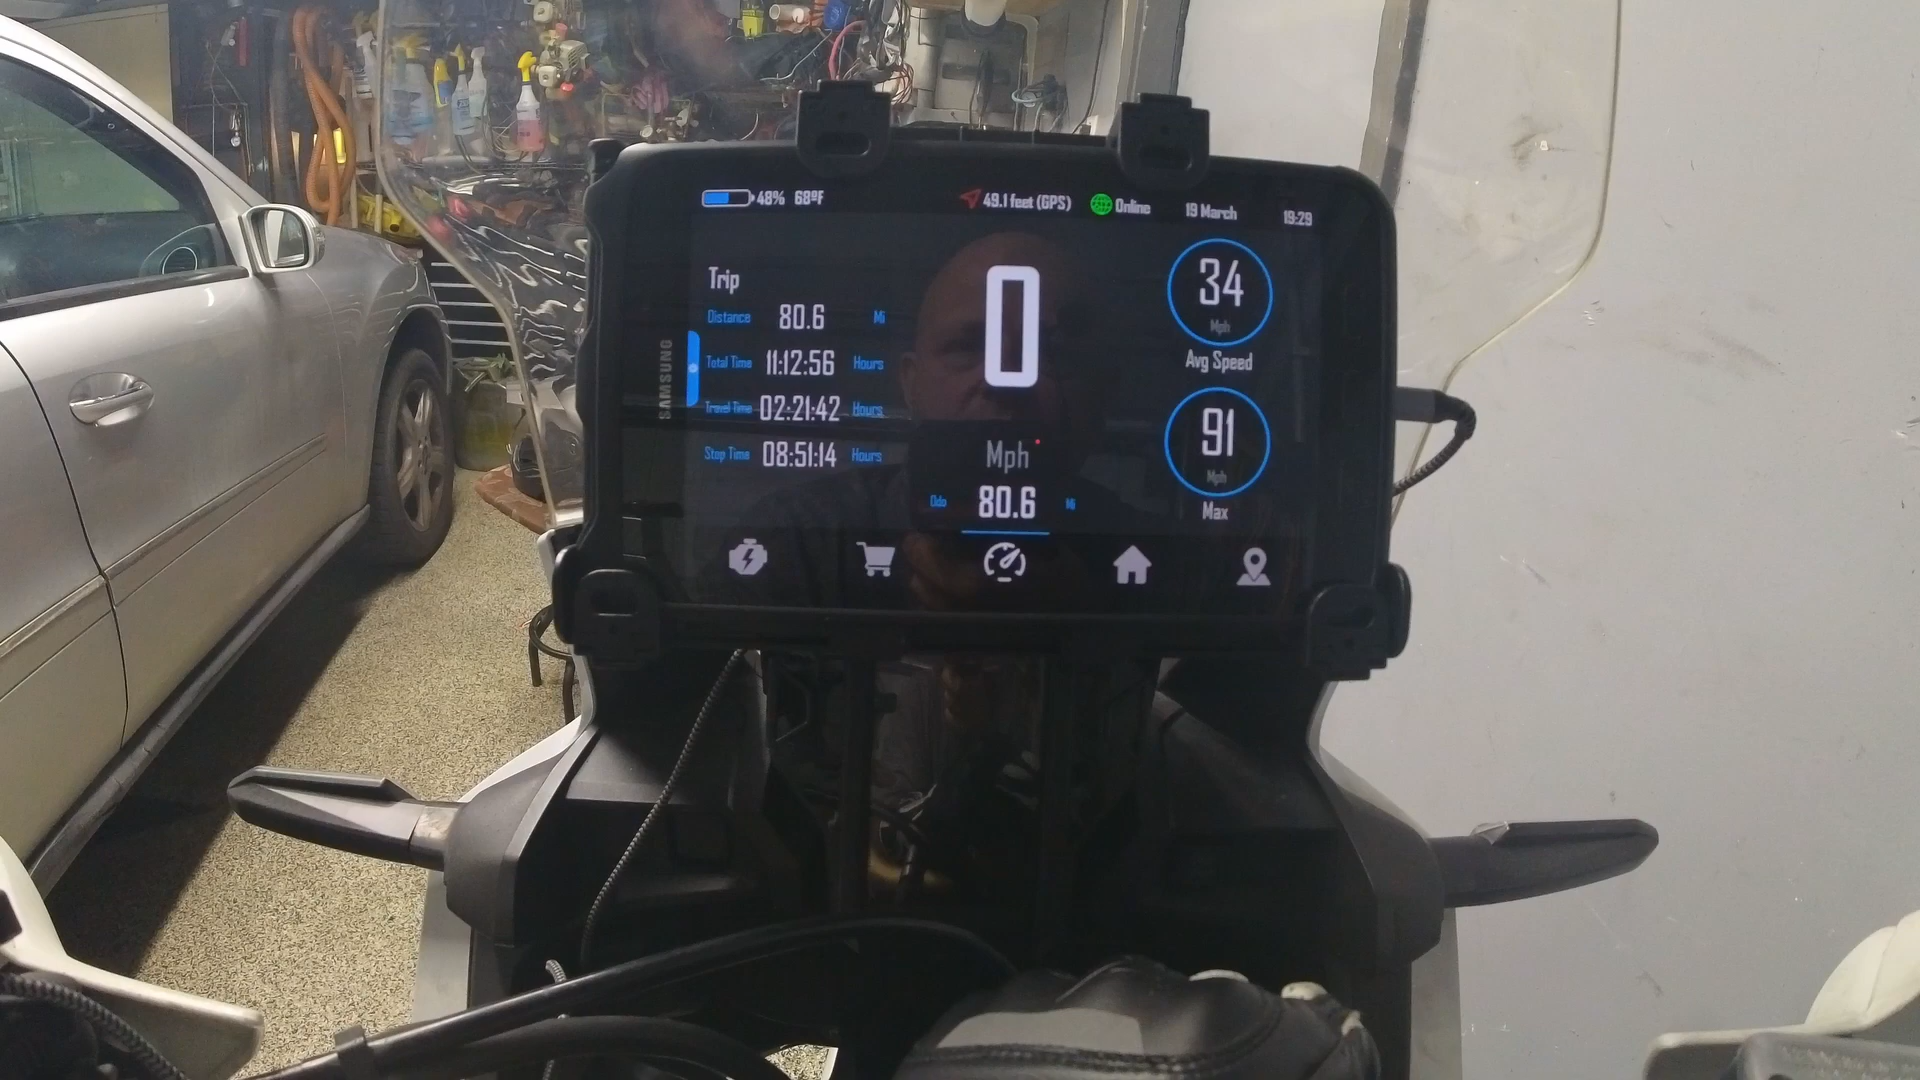 48% 68ºF 49.1 feet (GPS) Online 19 March 19:29
Trip
Distance 80.6 Mi
Total Time 11:12:56 Hours
Travel Time 02:21:42 Hours
Stop Time 08:51:14 Hours
SAMSUNG
0
Mph
Odo 80.6 Mi
34
Mph
Avg Speed
91
Mph
Max